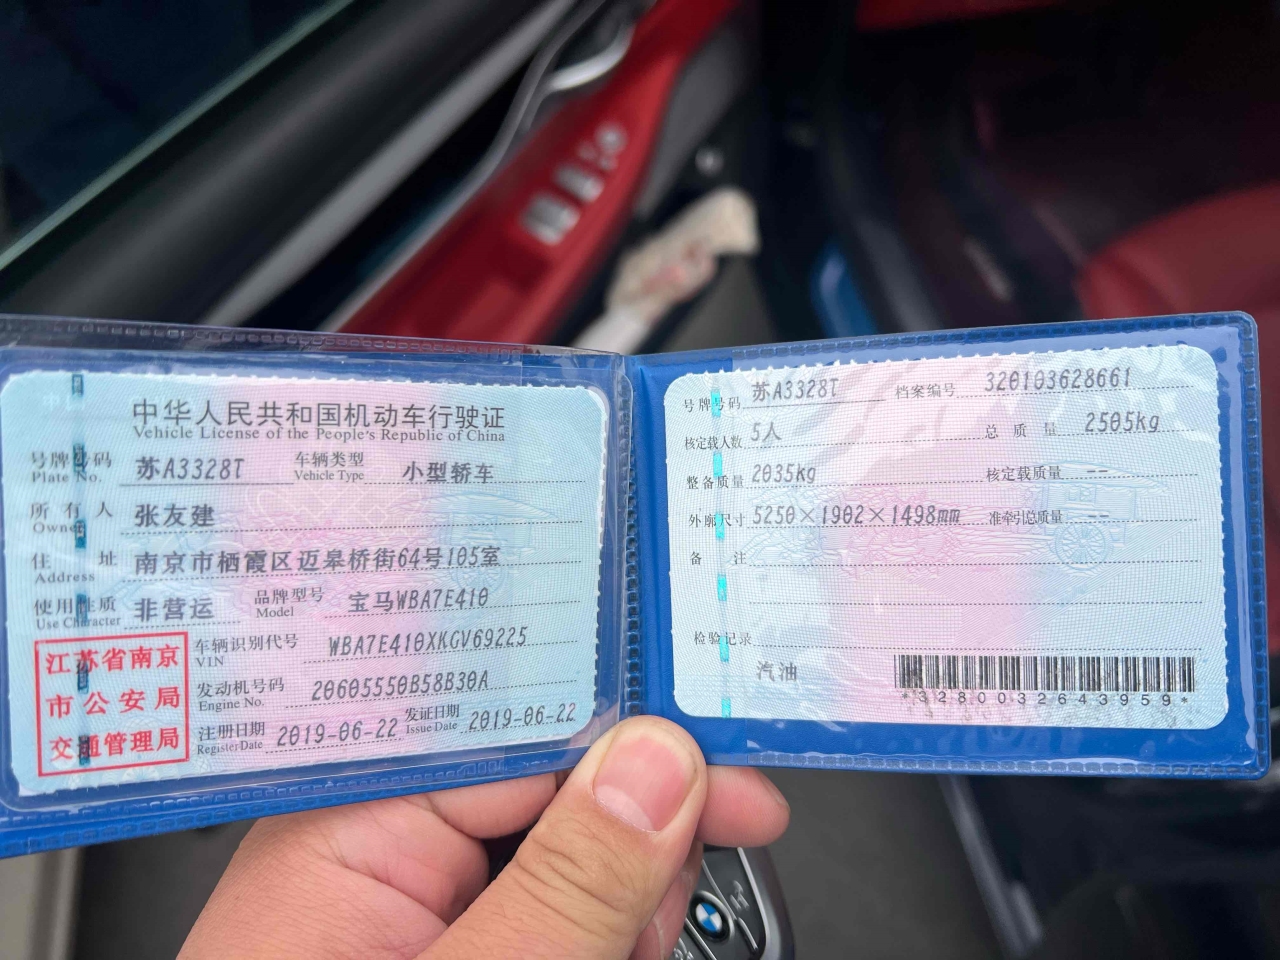 中华人民共和国机动车行驶证
Vehicle License of the People's Republic of China
号牌号码 苏A3328T 车辆类型 小型轿车
Plate No. Vehicle Type
所有人 张友建
Owner
住址 南京市栖霞区迈皋桥街64号105室
Address
使用性质 非营运 品牌型号 宝马WBA7E410
Use Character Model
江苏省南京
市公安局
交通管理局
车辆识别代号 WBA7E410XKGV69225
VIN
发动机号码 20605550B58B30A
Engine No.
注册日期 2019-06-22 发证日期 2019-06-22
Register Date Issue Date
号牌号码 苏A3328T 档案编号 320103628661
核定载人数 5人 总质量 2505kg
整备质量 2035kg 核定载质量 --
外廓尺寸 5250×1902×1498mm 准牵引总质量 --
备注
检验记录
汽油
*3280032643959*